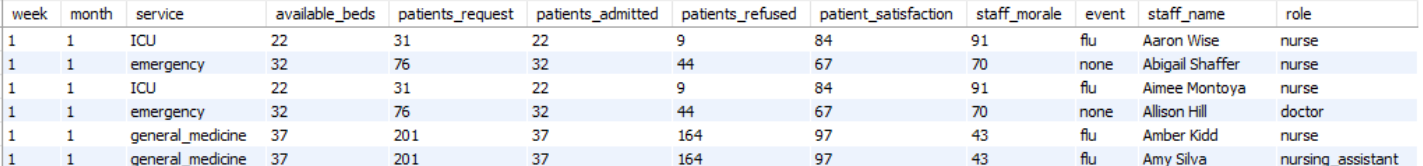 week month service available_beds patients_request patients_admitted patients_refused patient_satisfaction staff_morale event staff_name role
1 1 ICU 22 31 22 9 84 91 flu Aaron Wise nurse
1 1 emergency 32 76 32 44 67 70 none Abigail Shaffer nurse
1 1 ICU 22 31 22 9 84 91 flu Aimee Montoya nurse
1 1 emergency 32 76 32 44 67 70 none Allison Hill doctor
1 1 general_medicine 37 201 37 164 97 43 flu Amber Kidd nurse
1 1 general_medicine 37 201 37 164 97 43 flu Amy Silva nursing_assistant